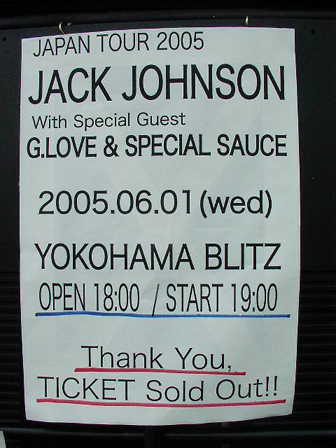 JAPAN TOUR 2005
JACK JOHNSON
With Special Guest
G.LOVE & SPECIAL SAUCE
2005.06.01(wed)
YOKOHAMA BLITZ
OPEN 18:00 / START 19:00
Thank You,
TICKET Sold Out!!